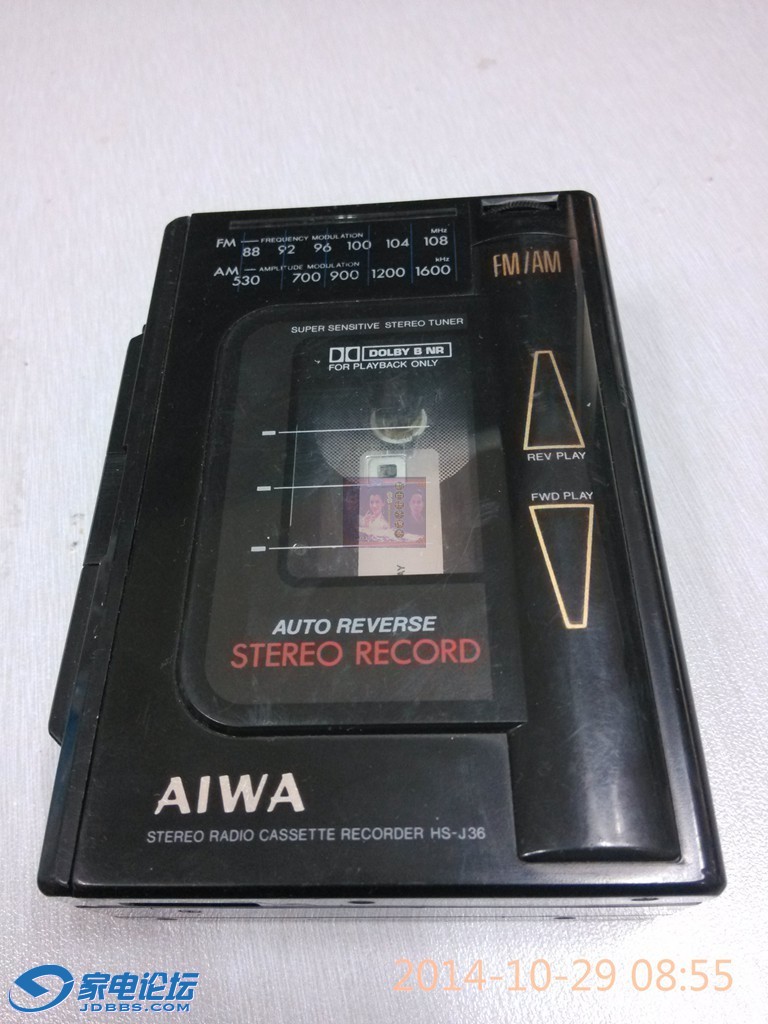 FM — FREQUENCY MODULATION MHz
88 92 96 100 104 108
AM — AMPLITUDE MODULATION kHz
530 700 900 1200 1600
FM/AM
SUPER SENSITIVE STEREO TUNER
DOLBY B NR
FOR PLAYBACK ONLY
REV PLAY
FWD PLAY
AUTO REVERSE
STEREO RECORD
AIWA
STEREO RADIO CASSETTE RECORDER HS-J36
家电论坛
JDBBS.COM
2014-10-29 08:55